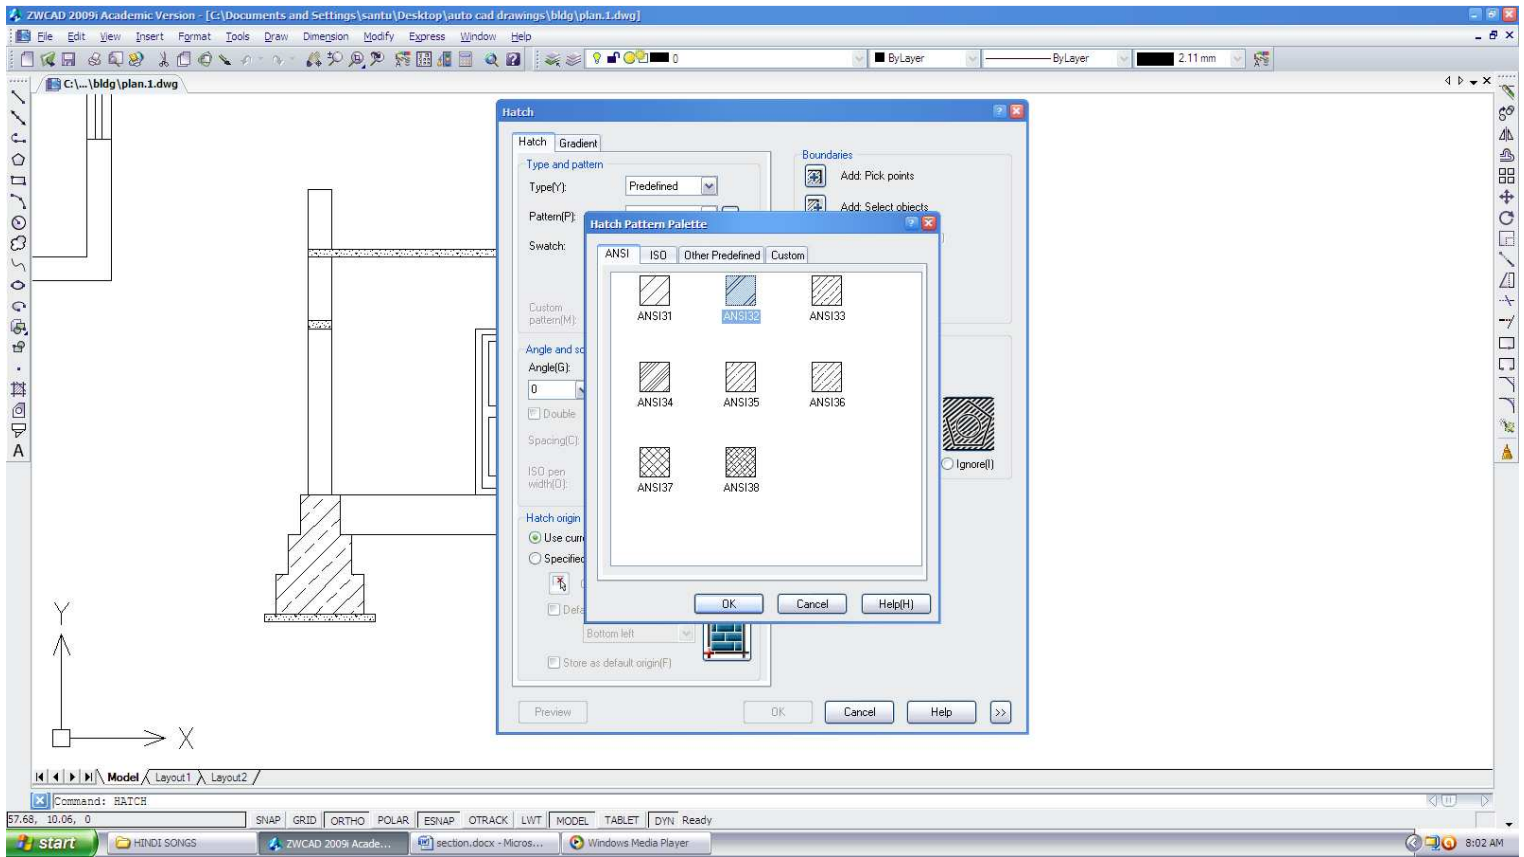 ZWCAD 2009i Academic Version - [C:\Documents and Settings\santu\Desktop\auto cad drawings\bldg\plan.1.dwg]
File Edit View Insert Format Tools Draw Dimension Modify Express Window Help
0 ByLayer ByLayer 2.11 mm
C:\...\bldg\plan.1.dwg
Hatch
Hatch Gradient
Type and pattern
Type(Y): Predefined
Pattern(P):
Swatch:
Custom
pattern(M):
Angle and sc
Angle(G):
0
Double
Spacing(C):
ISO pen
width(O):
Hatch origin
Use curr
Specified
Defa
Bottom left
Store as default origin(F)
Boundaries
Add: Pick points
Add: Select objects
Ignore(I)
Hatch Pattern Palette
ANSI ISO Other Predefined Custom
ANSI31 ANSI32 ANSI33
ANSI34 ANSI35 ANSI36
ANSI37 ANSI38
OK Cancel Help(H)
Preview OK Cancel Help >>
Y
X
Model Layout1 Layout2
Command: HATCH
57.68, 10.06, 0 SNAP GRID ORTHO POLAR ESNAP OTRACK LWT MODEL TABLET DYN Ready
start HINDI SONGS ZWCAD 2009i Acade... section.docx - Micros... Windows Media Player 8:02 AM